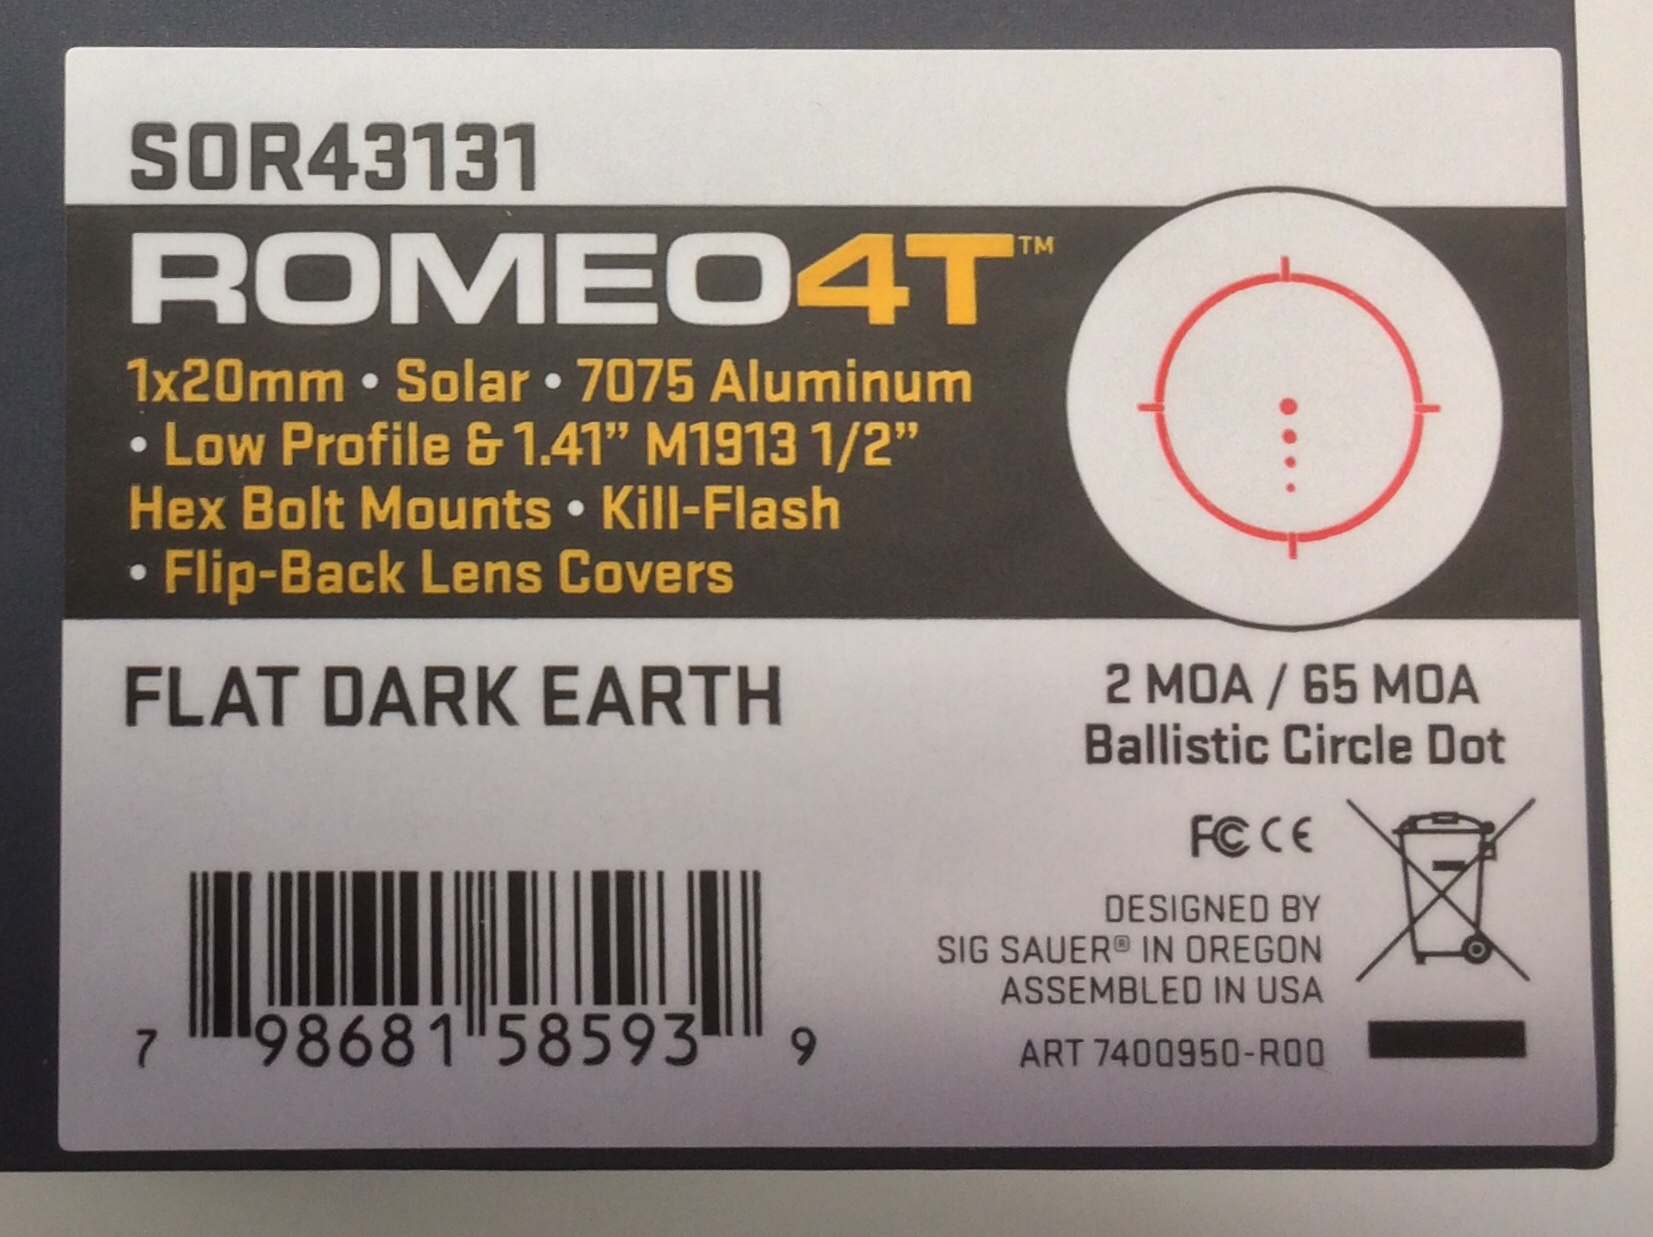 SOR43131
ROMEO4T™
1x20mm • Solar • 7075 Aluminum
• Low Profile & 1.41” M1913 1/2”
Hex Bolt Mounts • Kill-Flash
• Flip-Back Lens Covers
FLAT DARK EARTH
2 MOA / 65 MOA
Ballistic Circle Dot
FC CE
DESIGNED BY
SIG SAUER® IN OREGON
ASSEMBLED IN USA
ART 7400950-R00
7 98681 58593 9